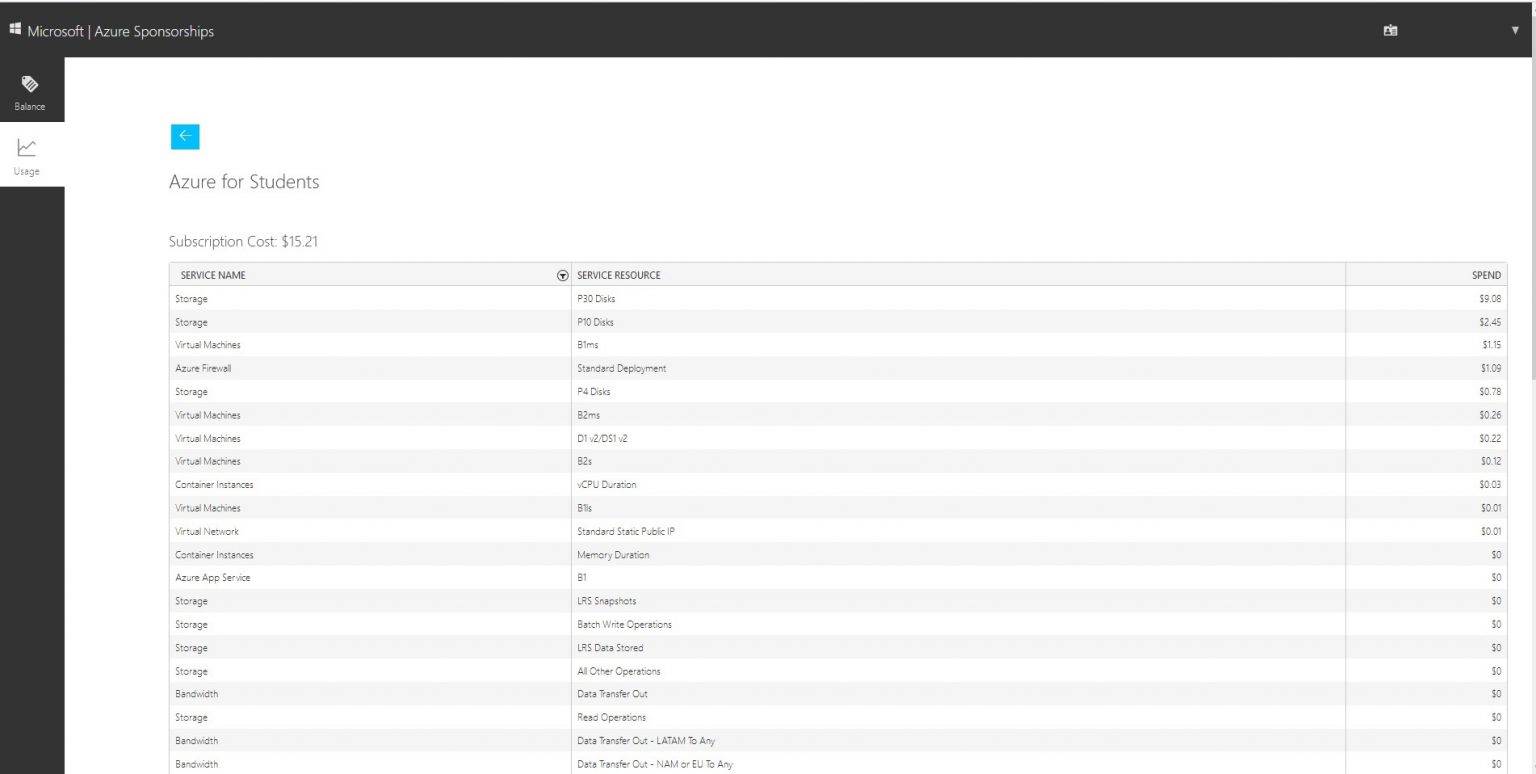 Microsoft | Azure Sponsorships
Balance
Usage
Azure for Students
Subscription Cost: $15.21
SERVICE NAME SERVICE RESOURCE SPEND
Storage P30 Disks $9.08
Storage P10 Disks $2.45
Virtual Machines B1ms $1.15
Azure Firewall Standard Deployment $1.09
Storage P4 Disks $0.78
Virtual Machines B2ms $0.26
Virtual Machines D1 v2/DS1 v2 $0.22
Virtual Machines B2s $0.12
Container Instances vCPU Duration $0.03
Virtual Machines B1ls $0.01
Virtual Network Standard Static Public IP $0.01
Container Instances Memory Duration $0
Azure App Service B1 $0
Storage LRS Snapshots $0
Storage Batch Write Operations $0
Storage LRS Data Stored $0
Storage All Other Operations $0
Bandwidth Data Transfer Out $0
Storage Read Operations $0
Bandwidth Data Transfer Out - LATAM To Any $0
Bandwidth Data Transfer Out - NAM or EU To Any $0